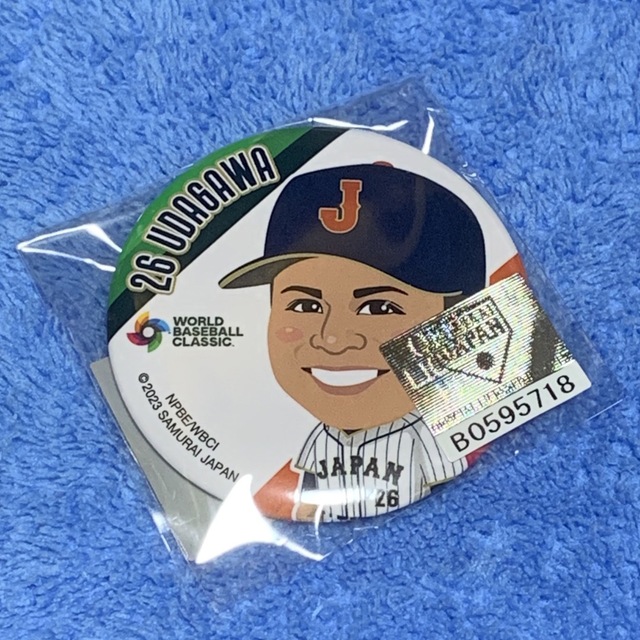 26 UDAGAWA
J
WORLD
BASEBALL
CLASSIC.
NPBE/WBCI
© 2023 SAMURAI JAPAN
JAPAN
26
B0595718